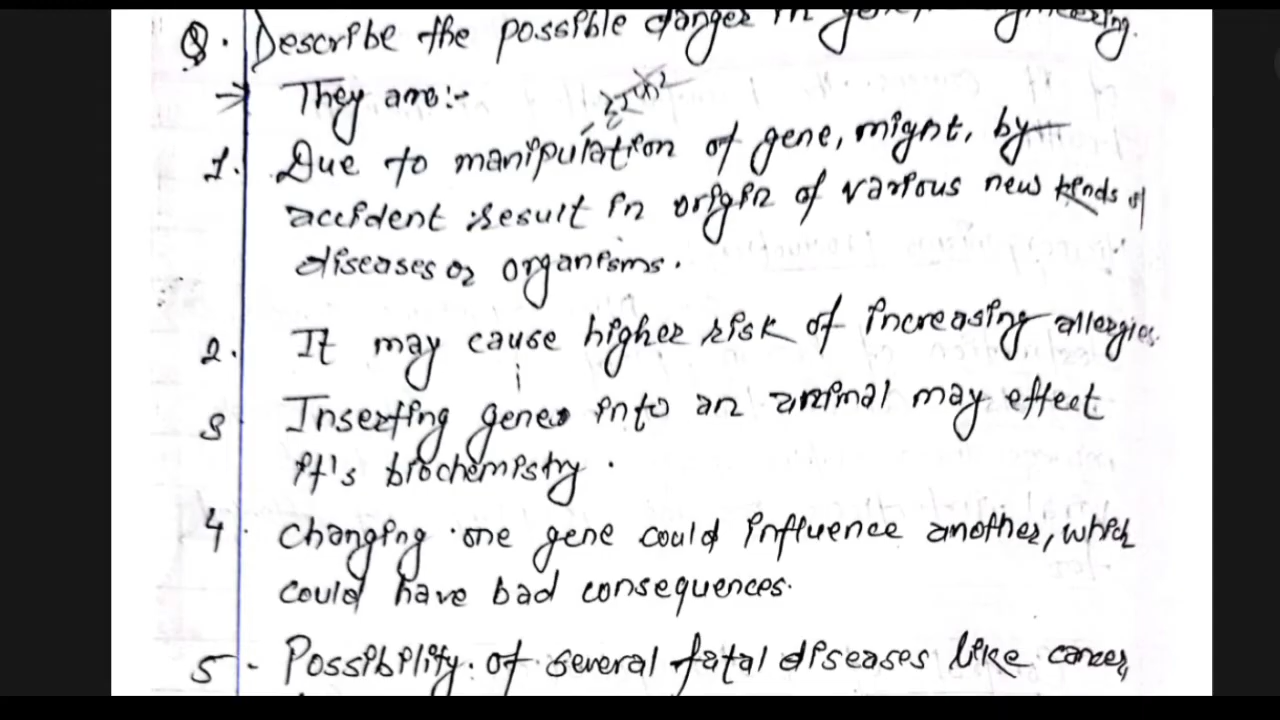 Q. Describe the possible danger in genetic engineering.
→ They are:-
1. Due to manipulation of gene, might, by
accident result in origin of various new kinds of
diseases or organisms.
2. It may cause higher risk of increasing allergies.
3 Inserting genes into an animal may effect
it's biochemistry.
4. Changing one gene could influence another, which
could have bad consequences.
5- Possibility of several fatal diseases like cancer,